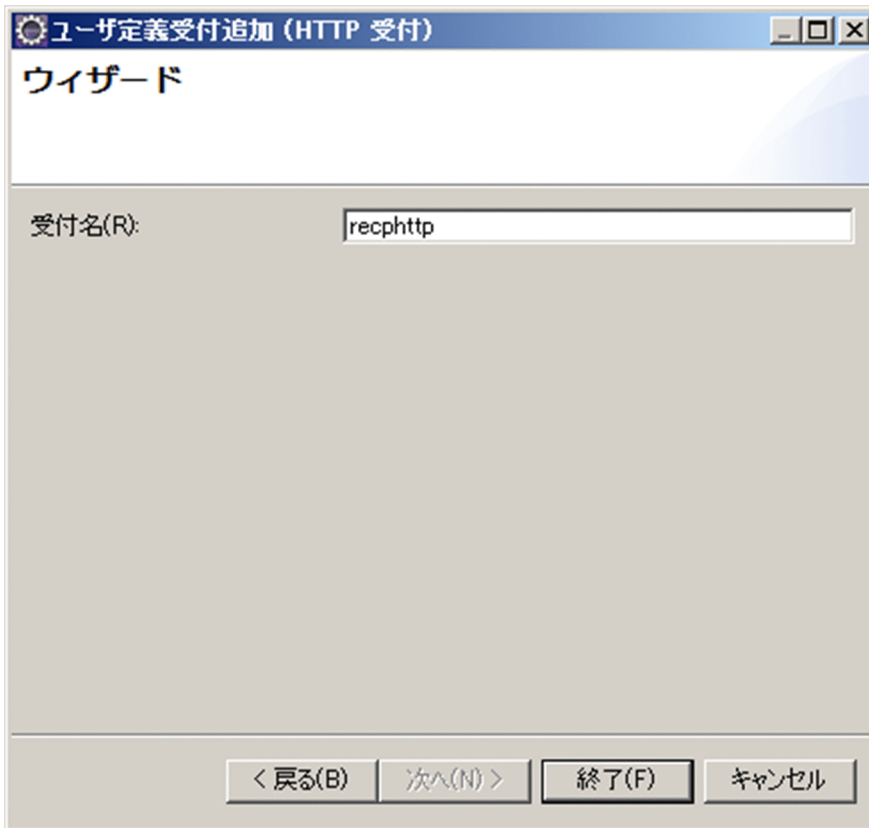 ユーザ定義受付追加（HTTP 受付）
ウィザード
受付名(R):
recphttp
< 戻る(B)
次へ(N) >
終了(F)
キャンセル